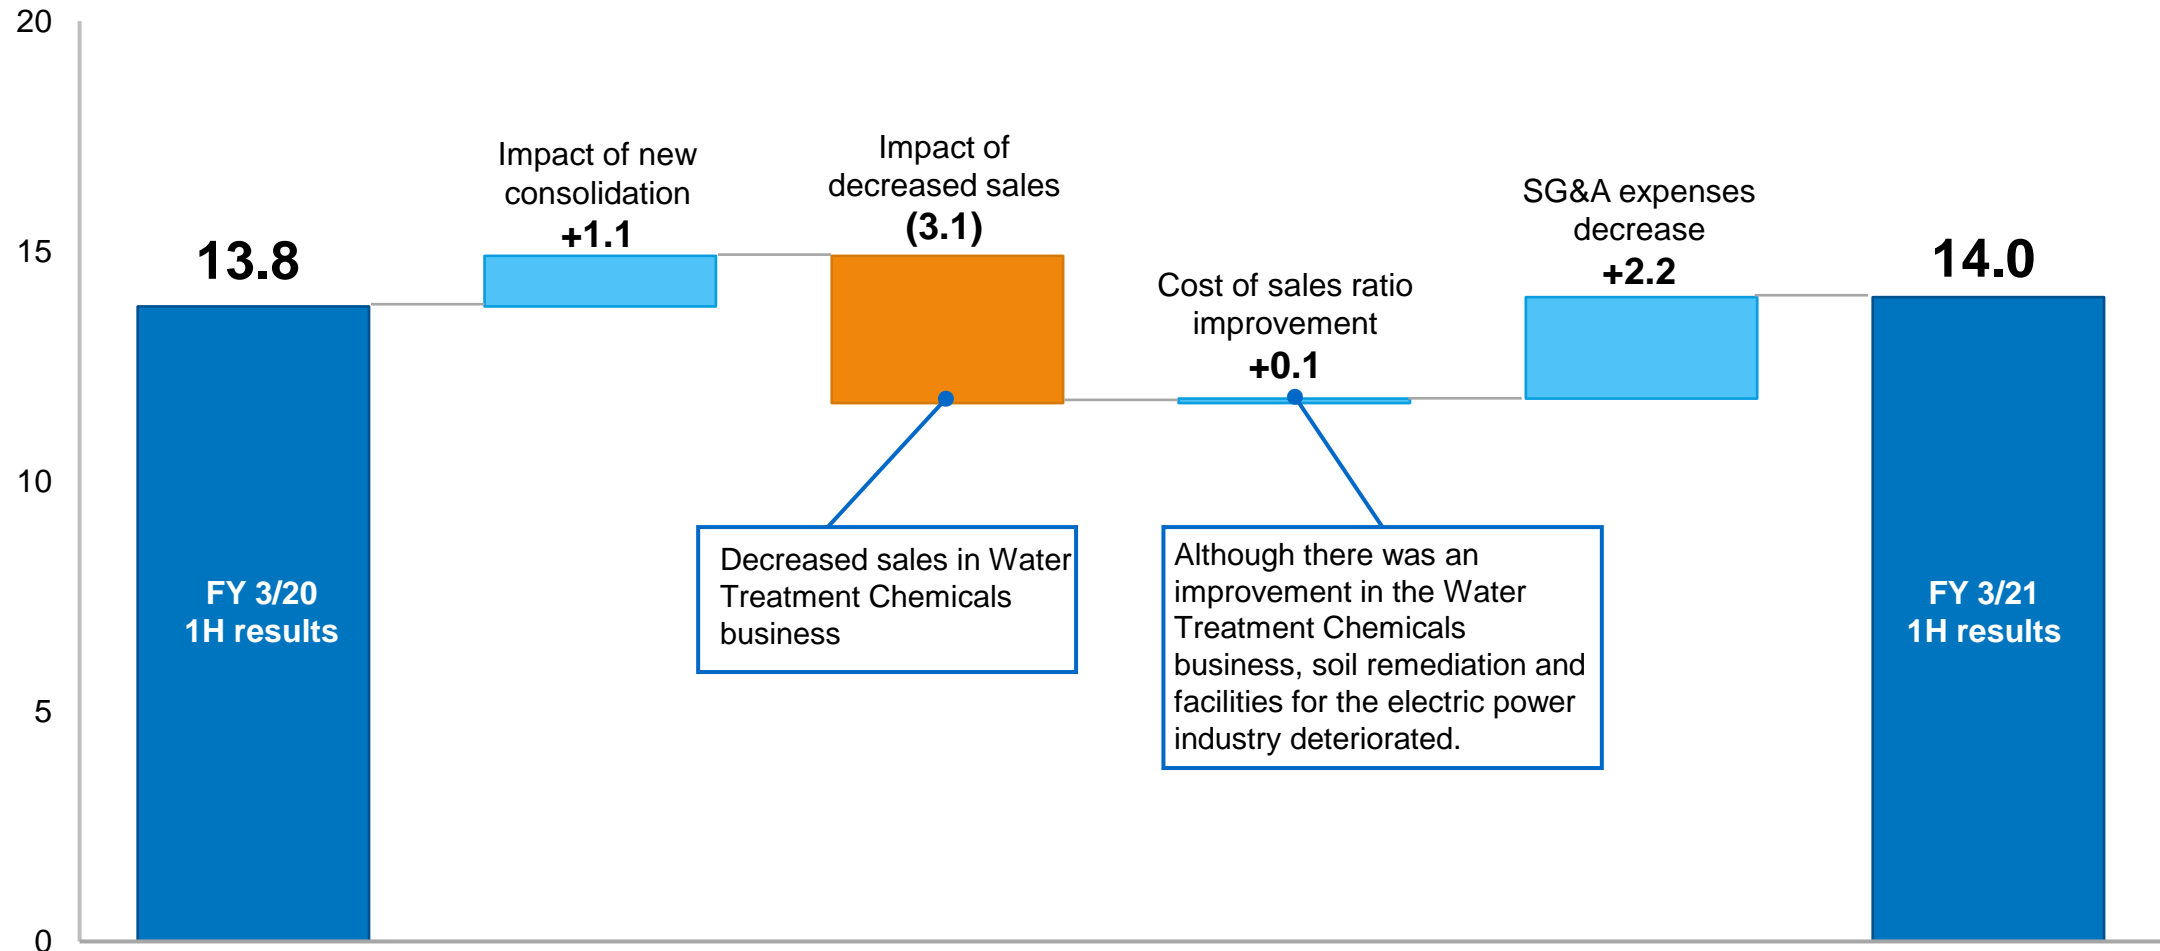 20
15
10
5
0
13.8
FY 3/20
1H results
Impact of new
consolidation
+1.1
Impact of
decreased sales
(3.1)
Decreased sales in Water
Treatment Chemicals
business
Cost of sales ratio
improvement
+0.1
Although there was an
improvement in the Water
Treatment Chemicals
business, soil remediation and
facilities for the electric power
industry deteriorated.
SG&A expenses
decrease
+2.2
14.0
FY 3/21
1H results